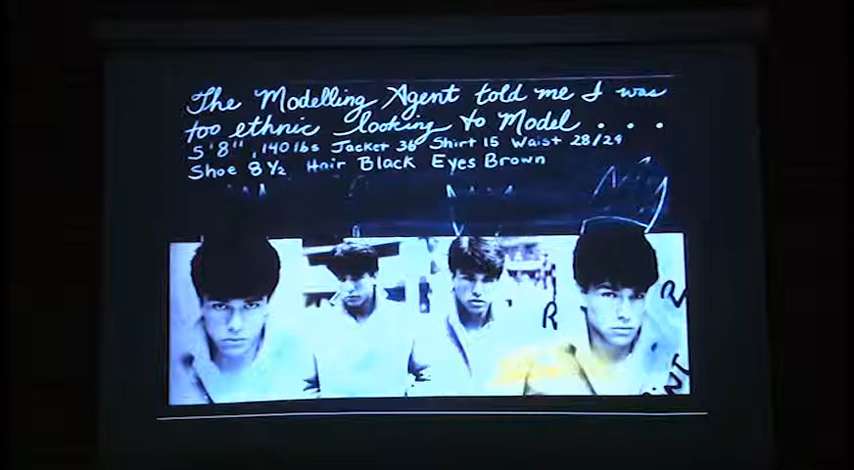 The Modelling Agent told me I was
too ethnic looking to Model . . . .
5'8", 140 lbs Jacket 36 Shirt 15 Waist 28/29
Shoe 8½ Hair Black Eyes Brown
R
R